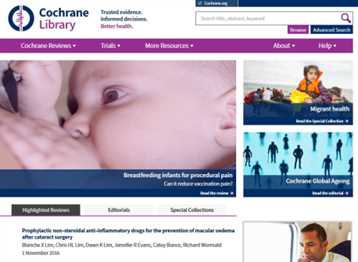 Cochrane.org
Cochrane
Library
Trusted evidence.
Informed decisions.
Better health.
Search title, abstract, keyword
Browse
Advanced Search
Cochrane Reviews
Trials
More Resources
About
Help
Breastfeeding infants for procedural pain
Can it reduce vaccination pain?
Read the review
Migrant health
Read the Special Collection
Cochrane Global Ageing
Read the editorial
Highlighted Reviews
Editorials
Special Collections
Prophylactic non-steroidal anti-inflammatory drugs for the prevention of macular oedema
after cataract surgery
Blanche X Lim, Chris HL Lim, Dawn K Lim, Jennifer R Evans, Catey Bunce, Richard Wormald
1 November 2016